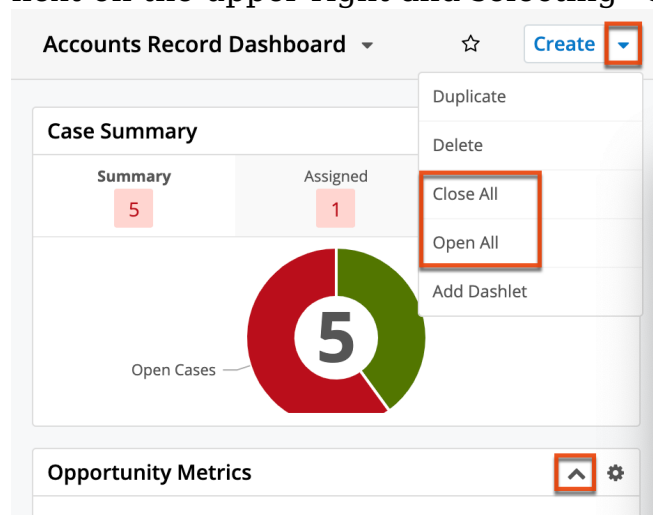 Accounts Record Dashboard
Create
Duplicate
Case Summary
Delete
Summary
Assigned
Close All
5
1
Open All
Add Dashlet
5
Open Cases
Opportunity Metrics